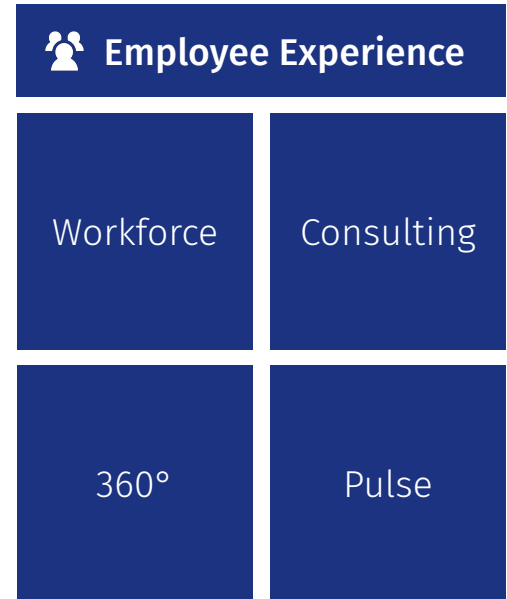 Employee Experience
Workforce
Consulting
360°
Pulse